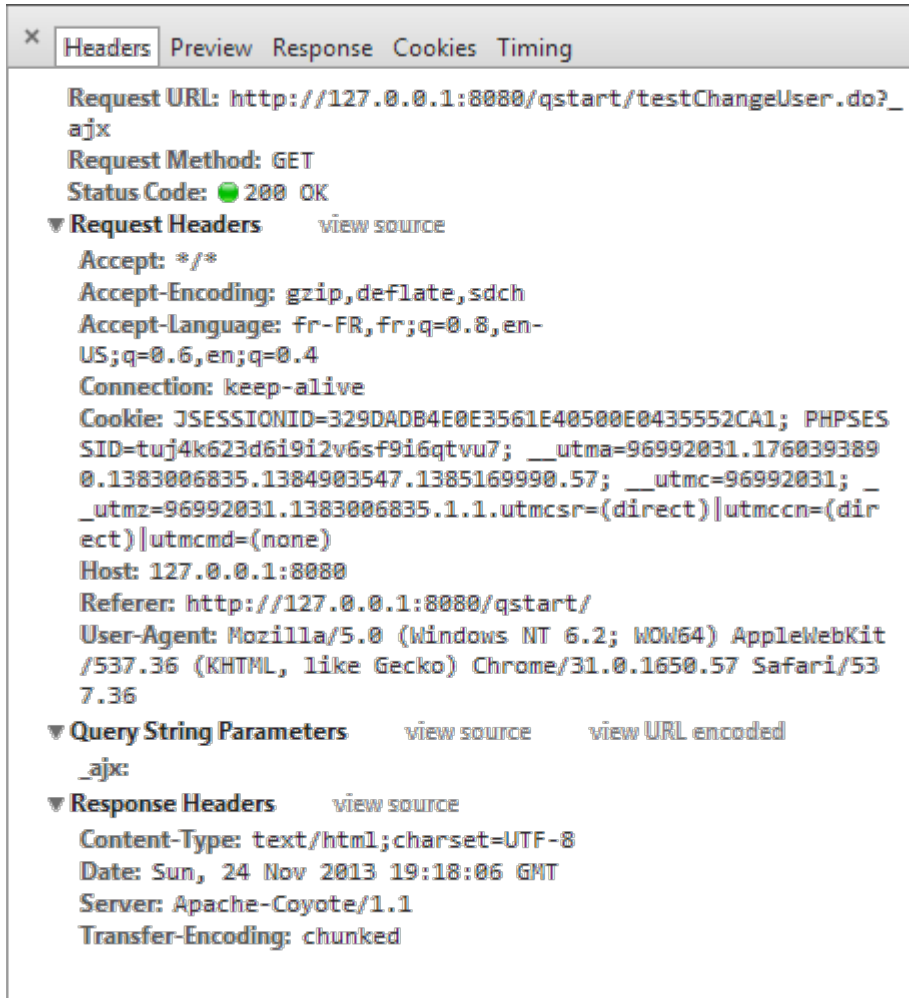 × Headers Preview Response Cookies Timing
Request URL: http://127.0.0.1:8080/qstart/testChangeUser.do?_
ajx
Request Method: GET
Status Code: 200 OK
▼ Request Headers view source
Accept: */*
Accept-Encoding: gzip,deflate,sdch
Accept-Language: fr-FR,fr;q=0.8,en-
US;q=0.6,en;q=0.4
Connection: keep-alive
Cookie: JSESSIONID=329DADB4E0E3561E40500E0435552CA1; PHPSES
SID=tuj4k623d6i9i2v6sf9i6qtvu7; __utma=96992031.176039389
0.1383006835.1384903547.1385169990.57; __utmc=96992031; _
_utmz=96992031.1383006835.1.1.utmcsr=(direct)|utmccn=(dir
ect)|utmcmd=(none)
Host: 127.0.0.1:8080
Referer: http://127.0.0.1:8080/qstart/
User-Agent: Mozilla/5.0 (Windows NT 6.2; WOW64) AppleWebKit
/537.36 (KHTML, like Gecko) Chrome/31.0.1650.57 Safari/53
7.36
▼ Query String Parameters view source view URL encoded
_ajx:
▼ Response Headers view source
Content-Type: text/html;charset=UTF-8
Date: Sun, 24 Nov 2013 19:18:06 GMT
Server: Apache-Coyote/1.1
Transfer-Encoding: chunked